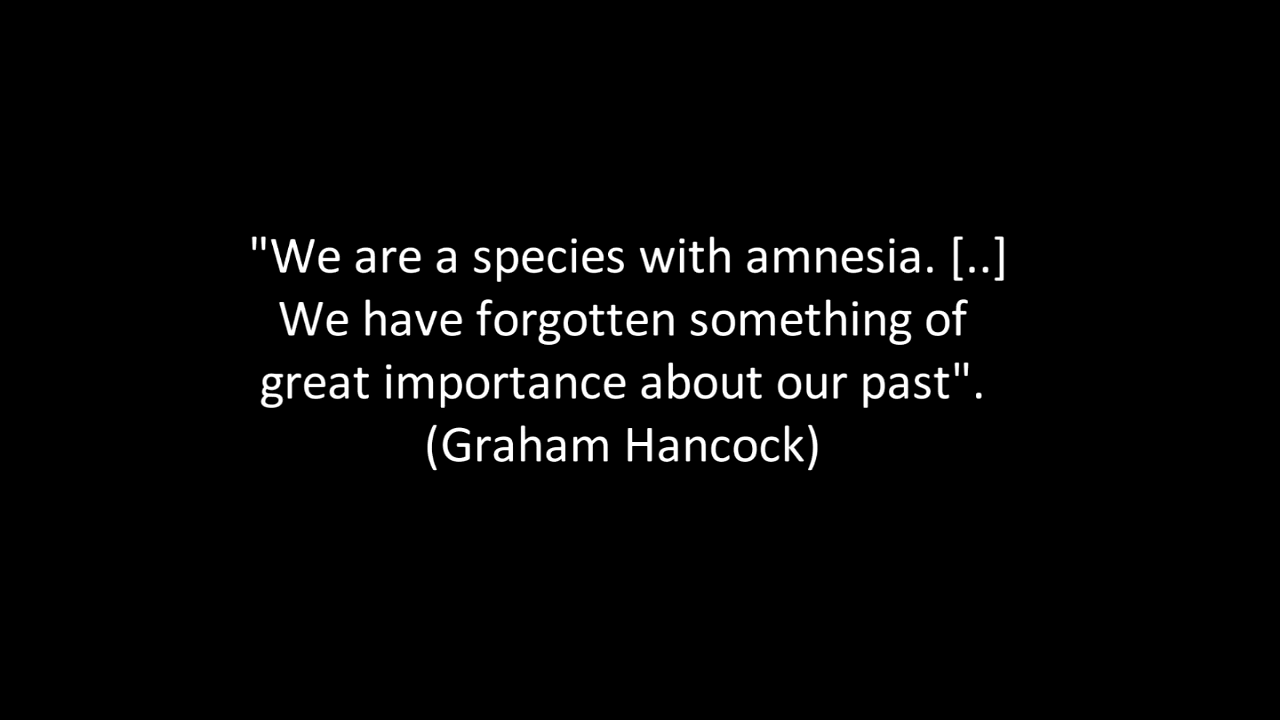 "We are a species with amnesia. [..]
We have forgotten something of
great importance about our past".
(Graham Hancock)